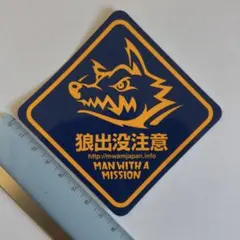 狼出没注意
http://mwamjapan.info
MAN WITH A
MISSION